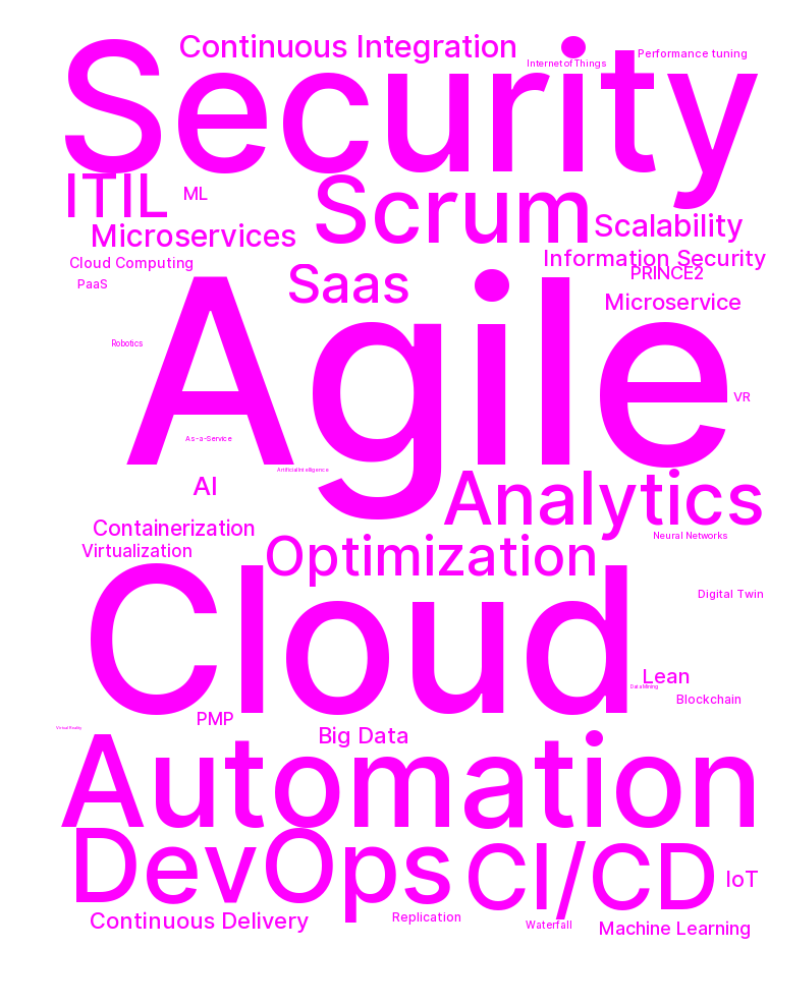 Continuous Integration
Internet of Things
Performance tuning
Security
ITIL
ML
Scrum
Scalability
Microservices
Information Security
Cloud Computing
PRINCE2
PaaS
Saas
Microservice
Robotics
Agile
VR
As-a-Service
Artificial Intelligence
AI
Analytics
Containerization
Neural Networks
Virtualization
Optimization
Digital Twin
Cloud
Lean
Data Mining
Blockchain
PMP
Virtual Reality
Big Data
Automation
DevOps
CI/CD
IoT
Continuous Delivery
Replication
Waterfall
Machine Learning